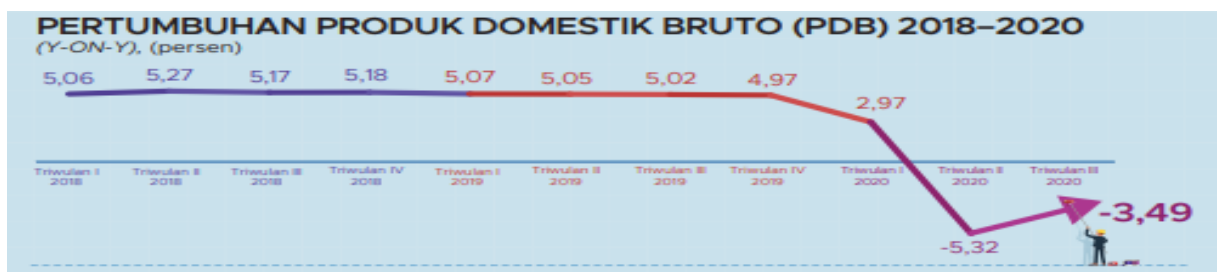 PERTUMBUHAN PRODUK DOMESTIK BRUTO (PDB) 2018–2020
(Y-ON-Y), (persen)
5,06 5,27 5,17 5,18 5,07 5,05 5,02 4,97
2,97
Triwulan I Triwulan II Triwulan III Triwulan IV Triwulan I Triwulan II Triwulan III Triwulan IV Triwulan I Triwulan II Triwulan III
2018 2018 2018 2018 2019 2019 2019 2019 2020 2020 2020
-3,49
-5,32